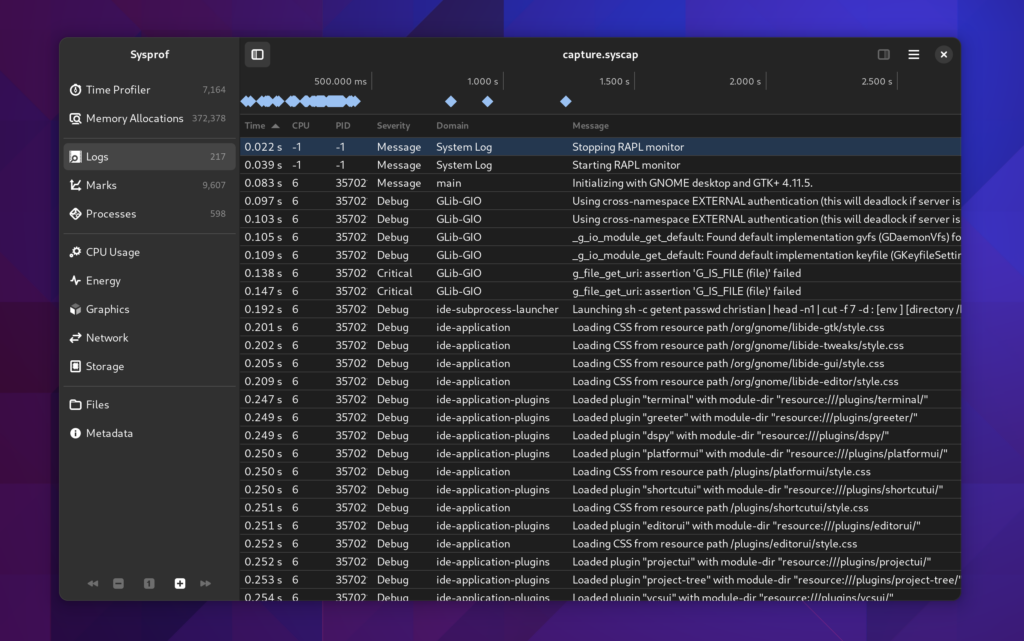 Sysprof
capture.syscap
Time Profiler 7,164
Memory Allocations 372,378
Logs 217
Marks 9,607
Processes 598
CPU Usage
Energy
Graphics
Network
Storage
Files
Metadata
1
500.000 ms 1.000 s 1.500 s 2.000 s 2.500 s
Time CPU PID Severity Domain Message
0.022 s -1 -1 Message System Log Stopping RAPL monitor
0.039 s -1 -1 Message System Log Starting RAPL monitor
0.083 s 6 35702 Message main Initializing with GNOME desktop and GTK+ 4.11.5.
0.097 s 6 35702 Debug GLib-GIO Using cross-namespace EXTERNAL authentication (this will deadlock if server is
0.103 s 6 35702 Debug GLib-GIO Using cross-namespace EXTERNAL authentication (this will deadlock if server is
0.105 s 6 35702 Debug GLib-GIO _g_io_module_get_default: Found default implementation gvfs (GDaemonVfs) fo
0.109 s 6 35702 Debug GLib-GIO _g_io_module_get_default: Found default implementation keyfile (GKeyfileSettin
0.138 s 6 35702 Critical GLib-GIO g_file_get_uri: assertion 'G_IS_FILE (file)' failed
0.147 s 6 35702 Critical GLib-GIO g_file_get_uri: assertion 'G_IS_FILE (file)' failed
0.192 s 6 35702 Debug ide-subprocess-launcher Launching sh -c getent passwd christian | head -n1 | cut -f 7 -d : [env ] [directory /
0.201 s 6 35702 Debug ide-application Loading CSS from resource path /org/gnome/libide-gtk/style.css
0.202 s 6 35702 Debug ide-application Loading CSS from resource path /org/gnome/libide-tweaks/style.css
0.205 s 6 35702 Debug ide-application Loading CSS from resource path /org/gnome/libide-gui/style.css
0.209 s 6 35702 Debug ide-application Loading CSS from resource path /org/gnome/libide-editor/style.css
0.247 s 6 35702 Debug ide-application-plugins Loaded plugin "terminal" with module-dir "resource:///plugins/terminal/"
0.249 s 6 35702 Debug ide-application-plugins Loaded plugin "greeter" with module-dir "resource:///plugins/greeter/"
0.249 s 6 35702 Debug ide-application-plugins Loaded plugin "dspy" with module-dir "resource:///plugins/dspy/"
0.250 s 6 35702 Debug ide-application-plugins Loaded plugin "platformui" with module-dir "resource:///plugins/platformui/"
0.250 s 6 35702 Debug ide-application Loading CSS from resource path /plugins/platformui/style.css
0.250 s 6 35702 Debug ide-application-plugins Loaded plugin "shortcutui" with module-dir "resource:///plugins/shortcutui/"
0.251 s 6 35702 Debug ide-application Loading CSS from resource path /plugins/shortcutui/style.css
0.251 s 6 35702 Debug ide-application-plugins Loaded plugin "editorui" with module-dir "resource:///plugins/editorui/"
0.252 s 6 35702 Debug ide-application Loading CSS from resource path /plugins/editorui/style.css
0.252 s 6 35702 Debug ide-application-plugins Loaded plugin "projectui" with module-dir "resource:///plugins/projectui/"
0.253 s 6 35702 Debug ide-application-plugins Loaded plugin "project-tree" with module-dir "resource:///plugins/project-tree/"
0.254 s 6 35702 Debug ide-application-plugins Loaded plugin "vcsui" with module-dir "resource:///plugins/vcsui/"